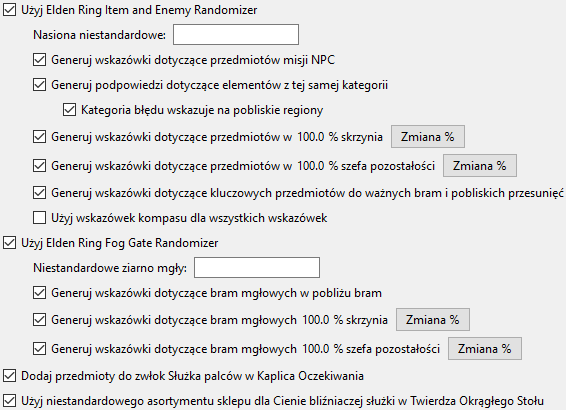 Użyj Elden Ring Item and Enemy Randomizer
Nasiona niestandardowe:
Generuj wskazówki dotyczące przedmiotów misji NPC
Generuj podpowiedzi dotyczące elementów z tej samej kategorii
Kategoria błędu wskazuje na pobliskie regiony
Generuj wskazówki dotyczące przedmiotów w 100.0 % skrzynia Zmiana %
Generuj wskazówki dotyczące przedmiotów w 100.0 % szefa pozostałości Zmiana %
Generuj wskazówki dotyczące kluczowych przedmiotów do ważnych bram i pobliskich przesunięć
Użyj wskazówek kompasu dla wszystkich wskazówek
Użyj Elden Ring Fog Gate Randomizer
Niestandardowe ziarno mgły:
Generuj wskazówki dotyczące bram mgłowych w pobliżu bram
Generuj wskazówki dotyczące bram mgłowych 100.0 % skrzynia Zmiana %
Generuj wskazówki dotyczące bram mgłowych 100.0 % szefa pozostałości Zmiana %
Dodaj przedmioty do zwłok Służka palców w Kaplica Oczekiwania
Użyj niestandardowego asortymentu sklepu dla Cienie bliźniaczej służki w Twierdza Okrągłego Stołu